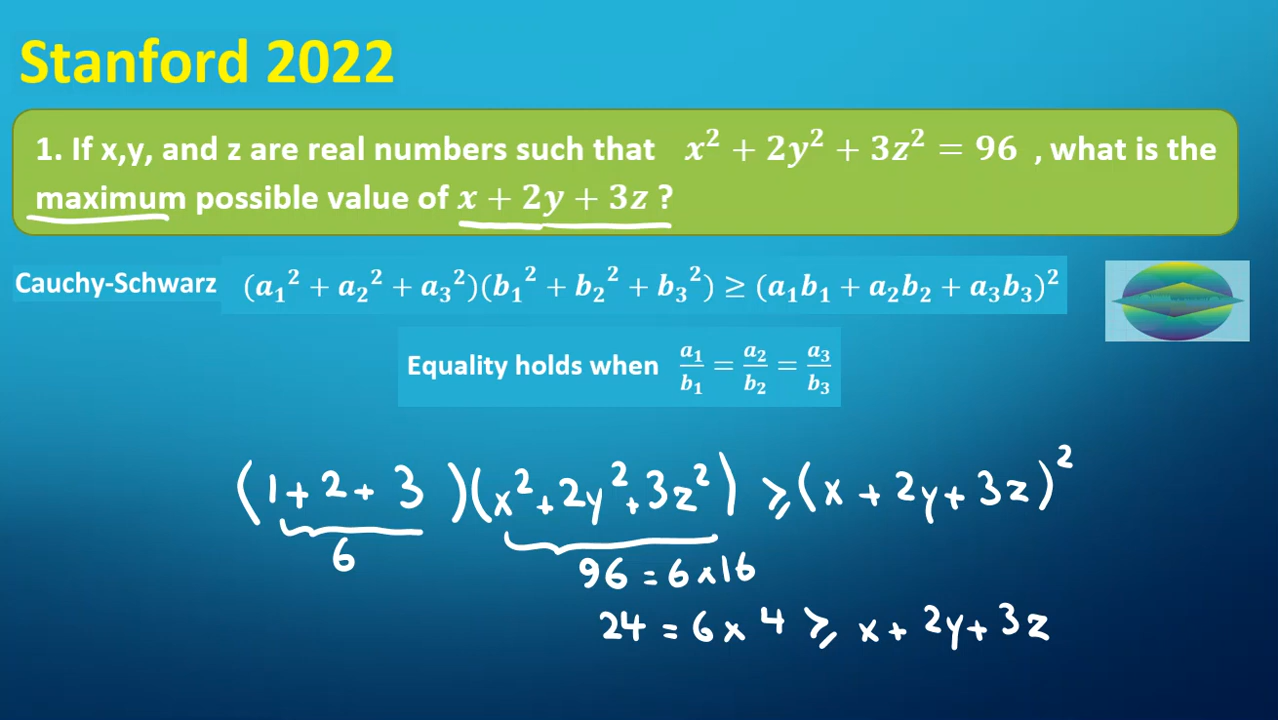 Stanford 2022
1. If x,y, and z are real numbers such that x² + 2y² + 3z² = 96 , what is the
maximum possible value of x + 2y + 3z ?
Cauchy-Schwarz (a₁² + a₂² + a₃²)(b₁² + b₂² + b₃²) ≥ (a₁b₁ + a₂b₂ + a₃b₃)²
Equality holds when a₁/b₁ = a₂/b₂ = a₃/b₃
(1+2+3)(x²+2y²+3z²) ⩾ (x+2y+3z)²
6
96 = 6×16
24 = 6×4 ⩾ x+2y+3z